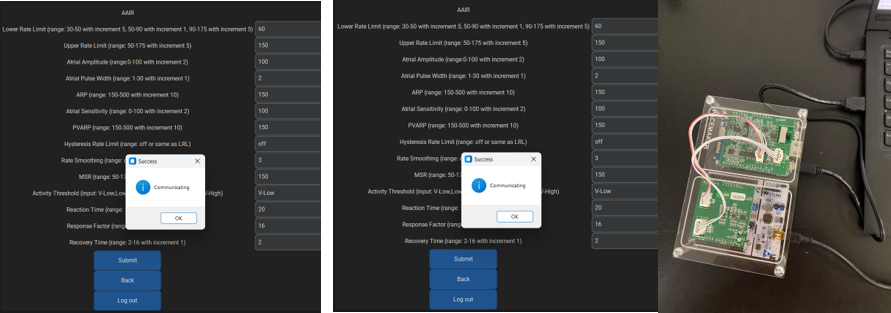 AAIR
Lower Rate Limit (range: 30-50 with increment 5, 50-90 with increment 1, 90-175 with increment 5)
60
Upper Rate Limit (range: 50-175 with increment 5)
150
Atrial Amplitude (range:0-100 with increment 2)
100
Atrial Pulse Width (range: 1-30 with increment 1)
2
ARP (range: 150-500 with increment 10)
150
Atrial Sensitivity (range: 0-100 with increment 2)
100
PVARP (range: 150-500 with increment 10)
150
Hysteresis Rate Limit (range: off or same as LRL)
off
Rate Smoothing (range:
3
MSR (range: 50-17
150
Activity Threshold (input: V-Low,Low
-High)
V-Low
Reaction Time (range:
20
Response Factor (range
16
Recovery Time (range: 2-16 with increment 1)
2
Success
Communicating
OK
Submit
Back
Log out
AAIR
Lower Rate Limit (range: 30-50 with increment 5, 50-90 with increment 1, 90-175 with increment 5)
60
Upper Rate Limit (range: 50-175 with increment 5)
150
Atrial Amplitude (range:0-100 with increment 2)
100
Atrial Pulse Width (range: 1-30 with increment 1)
2
ARP (range: 150-500 with increment 10)
150
Atrial Sensitivity (range: 0-100 with increment 2)
100
PVARP (range: 150-500 with increment 10)
150
Hysteresis Rate Limit (range: off or same as LRL)
off
Rate Smoothing (range:
3
MSR (range: 50-17
150
Activity Threshold (input: V-Low,Low
V-High)
V-Low
Reaction Time (range:
20
Response Factor (range
16
Recovery Time (range: 2-16 with increment 1)
2
Success
Communicating
OK
Submit
Back
Log out